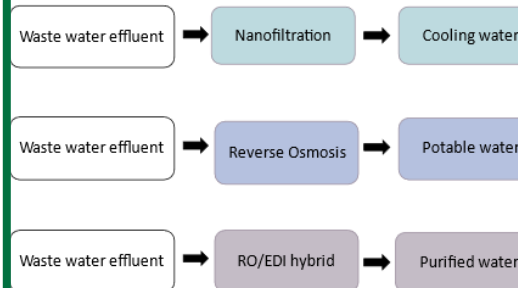 Waste water effluent Nanofiltration Cooling water
Waste water effluent Reverse Osmosis Potable water
Waste water effluent RO/EDI hybrid Purified water